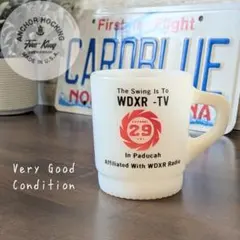 ANCHOR HOCKING
Fire-King
MADE IN U.S.A.
First in Flight
CARDBLUE
The Swing Is To
WDXR -TV
29
In Paducah
Affiliated With WDXR Radio
Very Good
Condition